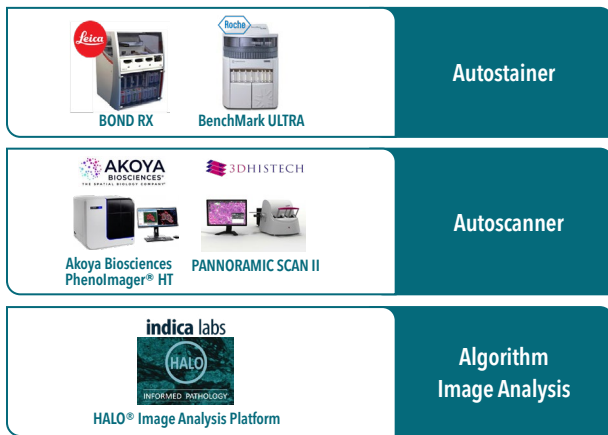 Leica
Roche
BOND RX
BenchMark ULTRA
Autostainer
AKOYA
BIOSCIENCES®
THE SPATIAL BIOLOGY COMPANY
3DHISTECH
Akoya Biosciences
PhenoImager® HT
PANNORAMIC SCAN II
Autoscanner
indica labs
HALO
INFORMED PATHOLOGY
HALO® Image Analysis Platform
Algorithm
Image Analysis